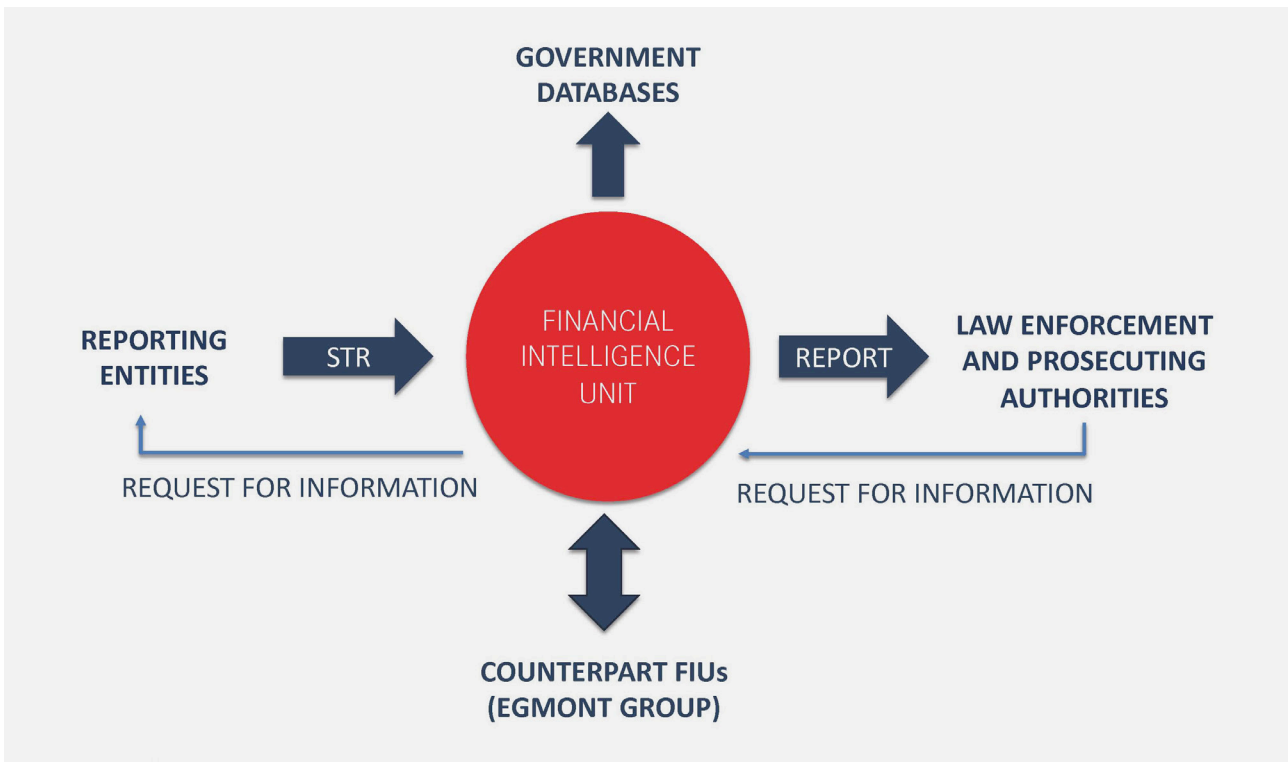 GOVERNMENT
DATABASES
REPORTING
ENTITIES
STR
FINANCIAL
INTELLIGENCE
UNIT
REPORT
LAW ENFORCEMENT
AND PROSECUTING
AUTHORITIES
REQUEST FOR INFORMATION
REQUEST FOR INFORMATION
COUNTERPART FIUs
(EGMONT GROUP)